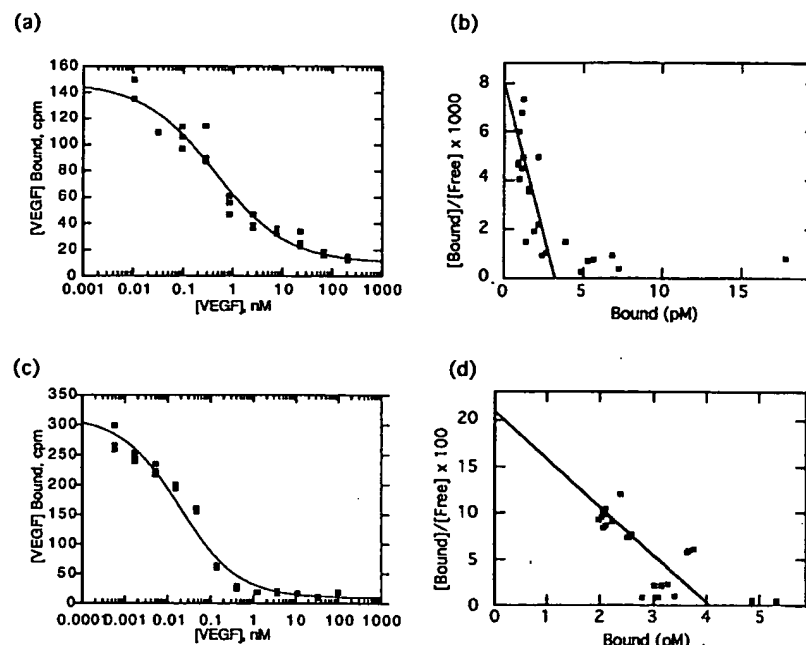 (a)
[VEGF] Bound, cpm
160
140
120
100
80
60
40
20
0
0.001 0.01 0.1 1 10 100 1000
[VEGF], nM
(b)
[Bound]/[Free] x 1000
8
6
4
2
0
0 5 10 15
Bound (pM)
(c)
[VEGF] Bound, cpm
350
300
250
200
150
100
50
0
0.0001 0.001 0.01 0.1 1 10 100
[VEGF], nM
(d)
[Bound]/[Free] x 100
20
15
10
5
0
0 1 2 3 4 5
Bound (pM)